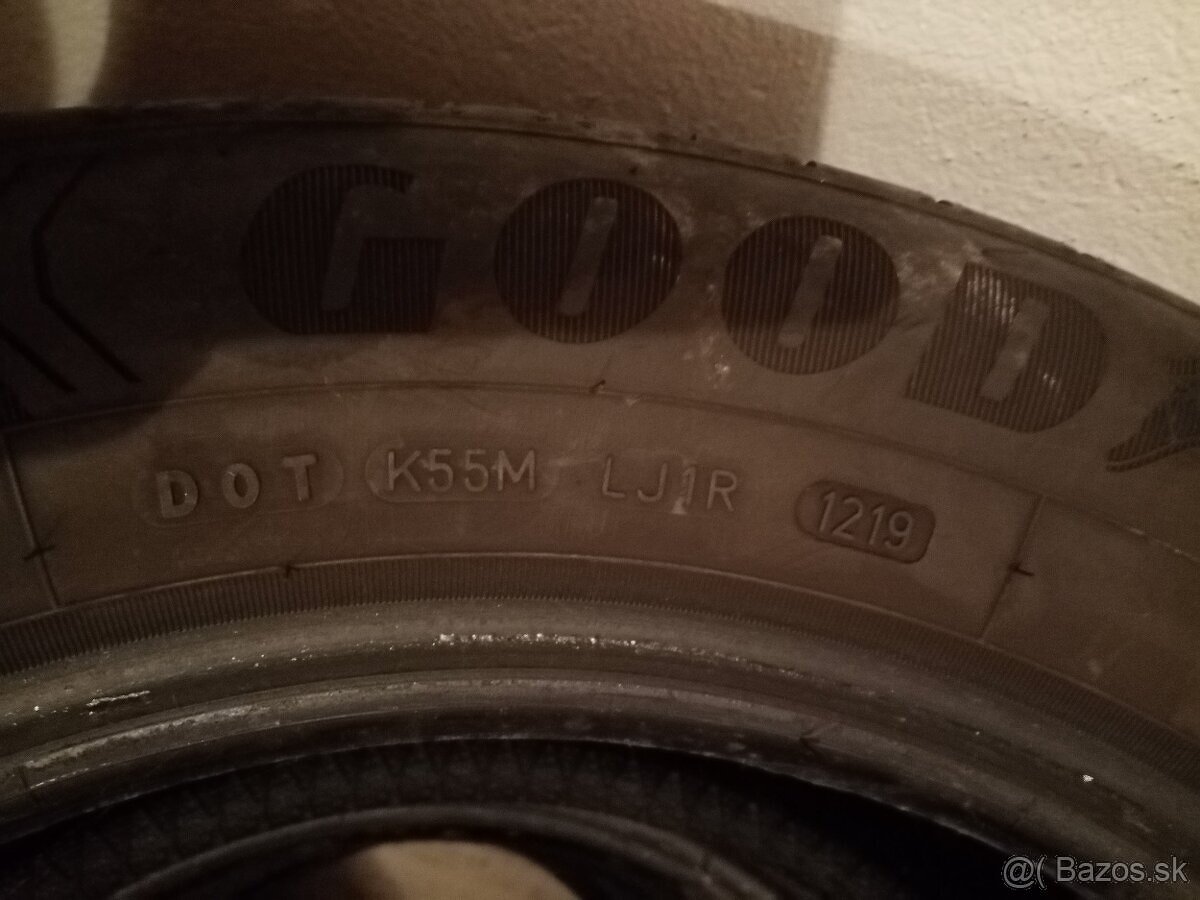 GOOD
DOT K55M LJ1R 1219
@( Bazos.sk